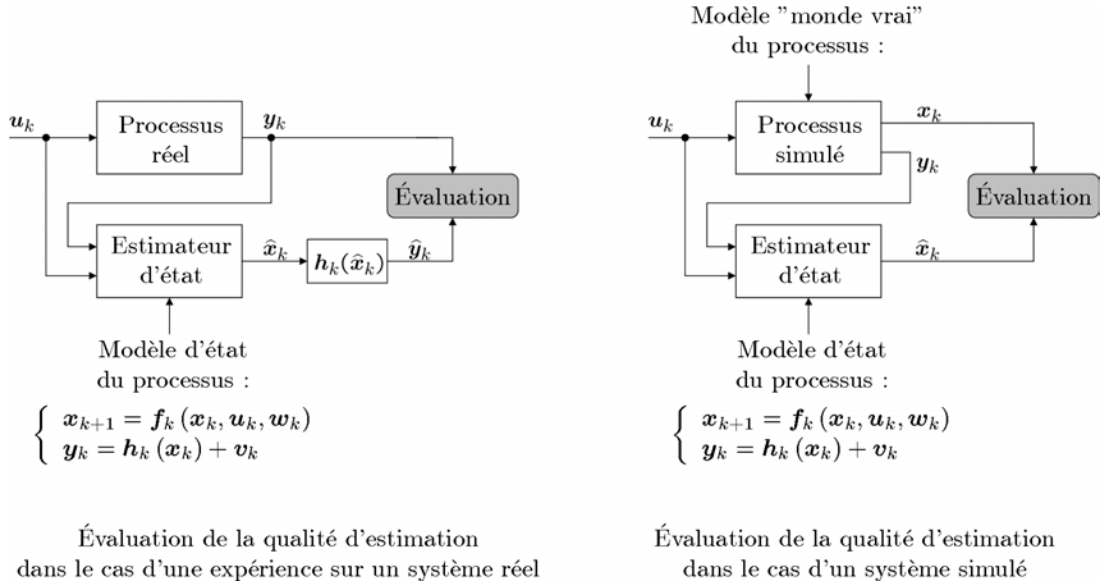 u_k
Processus
réel
y_k
Évaluation
Estimateur
d'état
x̂_k
h_k(x̂_k)
ŷ_k
Modèle d'état
du processus :
{ x_{k+1} = f_k (x_k, u_k, w_k)
y_k = h_k (x_k) + v_k
Évaluation de la qualité d'estimation
dans le cas d'une expérience sur un système réel
Modèle "monde vrai"
du processus :
u_k
Processus
simulé
x_k
y_k
Évaluation
Estimateur
d'état
x̂_k
Modèle d'état
du processus :
{ x_{k+1} = f_k (x_k, u_k, w_k)
y_k = h_k (x_k) + v_k
Évaluation de la qualité d'estimation
dans le cas d'un système simulé